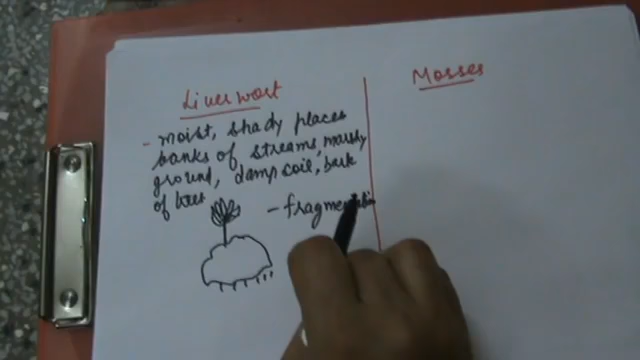 Liverwort
Mosses
- moist, shady places
banks of streams, marshy
ground, damp soil, bark
of trees
- fragmentation